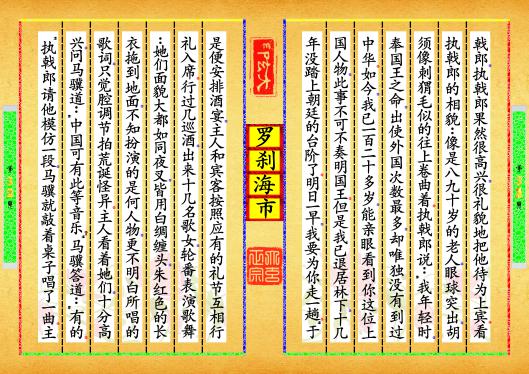 戟郎执戟郎果然很高兴很礼貌地把他待为上宾看
执戟郎的相貌：像是八九十岁的老人眼球突出胡
须像刺猬毛似的往上卷曲着执戟郎说：我年轻时
奉国王之命出使外国次数最多却唯独没有到过
中华如今我已一百二十多岁能亲眼看到你这位上
国人物此事不可不奏明国王但是我已退居林下十几
年没踏上朝廷的台阶了明日一早我要为你走一趟于
罗刹海市
是便安排酒宴主人和宾客按照应有的礼节互相行
礼入席行过几巡酒出来十几名歌女轮番表演歌舞
：她们面貌大都如同夜叉皆用白绸缠头朱红色的长
衣拖到地面不知扮演的是何人物更不明白所唱的
歌词只觉腔调节拍荒诞怪异主人看着她们十分高
兴问马骥道：中国可有此等音乐，马骥答道：有的
，执戟郎请他模仿一段马骥就敲着桌子唱了一曲主